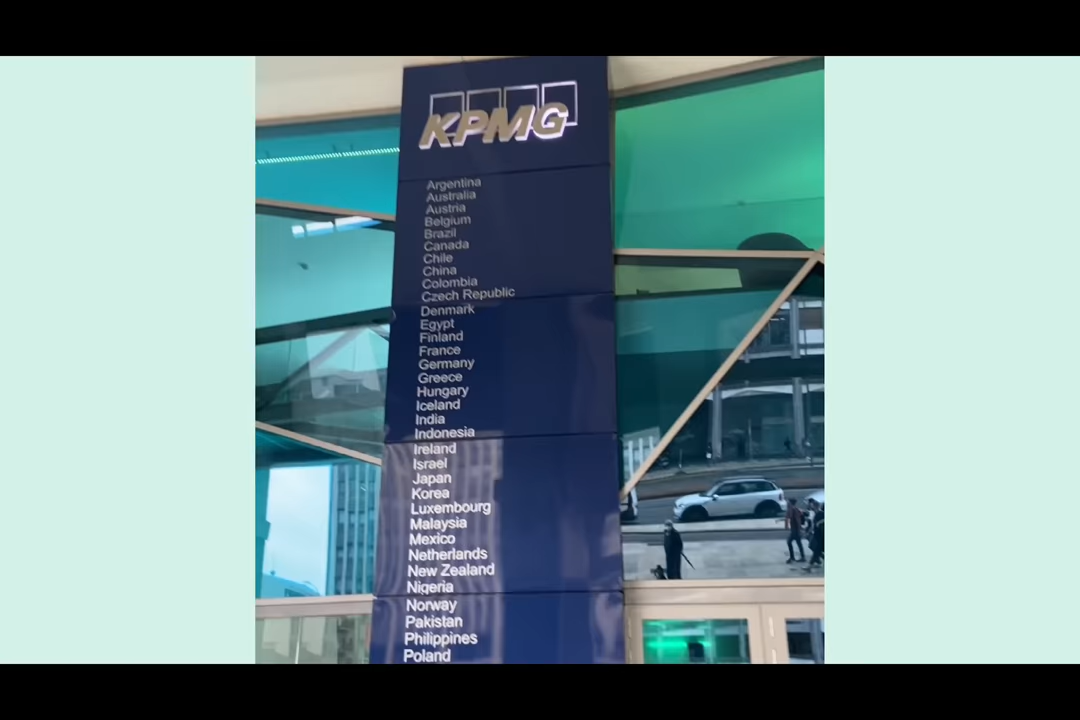 KPMG
Argentina
Australia
Austria
Belgium
Brazil
Canada
Chile
China
Colombia
Czech Republic
Denmark
Egypt
Finland
France
Germany
Greece
Hungary
Iceland
India
Indonesia
Ireland
Israel
Japan
Korea
Luxembourg
Malaysia
Mexico
Netherlands
New Zealand
Nigeria
Norway
Pakistan
Philippines
Poland